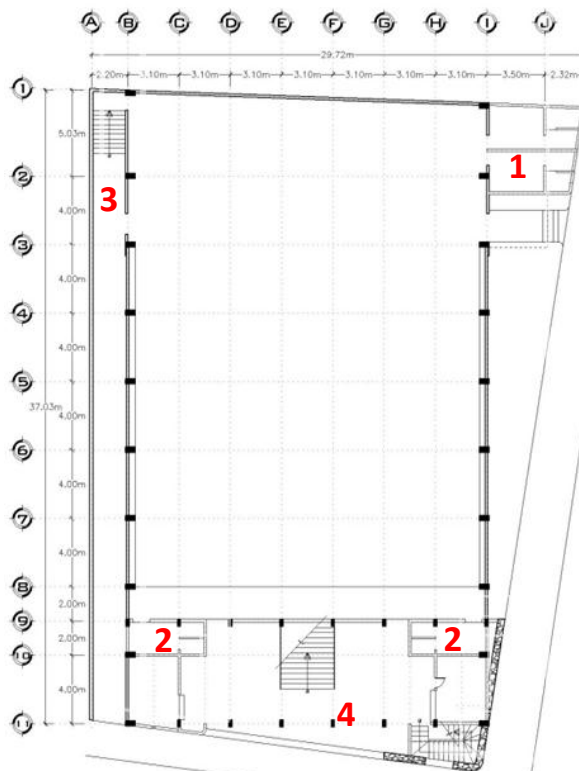 A B C D E F G H I J
29.72m
2.20m 3.10m 3.10m 3.10m 3.10m 3.10m 3.10m 3.10m 3.50m 2.32m
1
5.03m
1
2
3
4.00m
3
4.00m
4
4.00m
5
37.03m
4.00m
6
4.00m
7
4.00m
8
2.00m
9
2.00m
2
2
10
4.00m
4
11